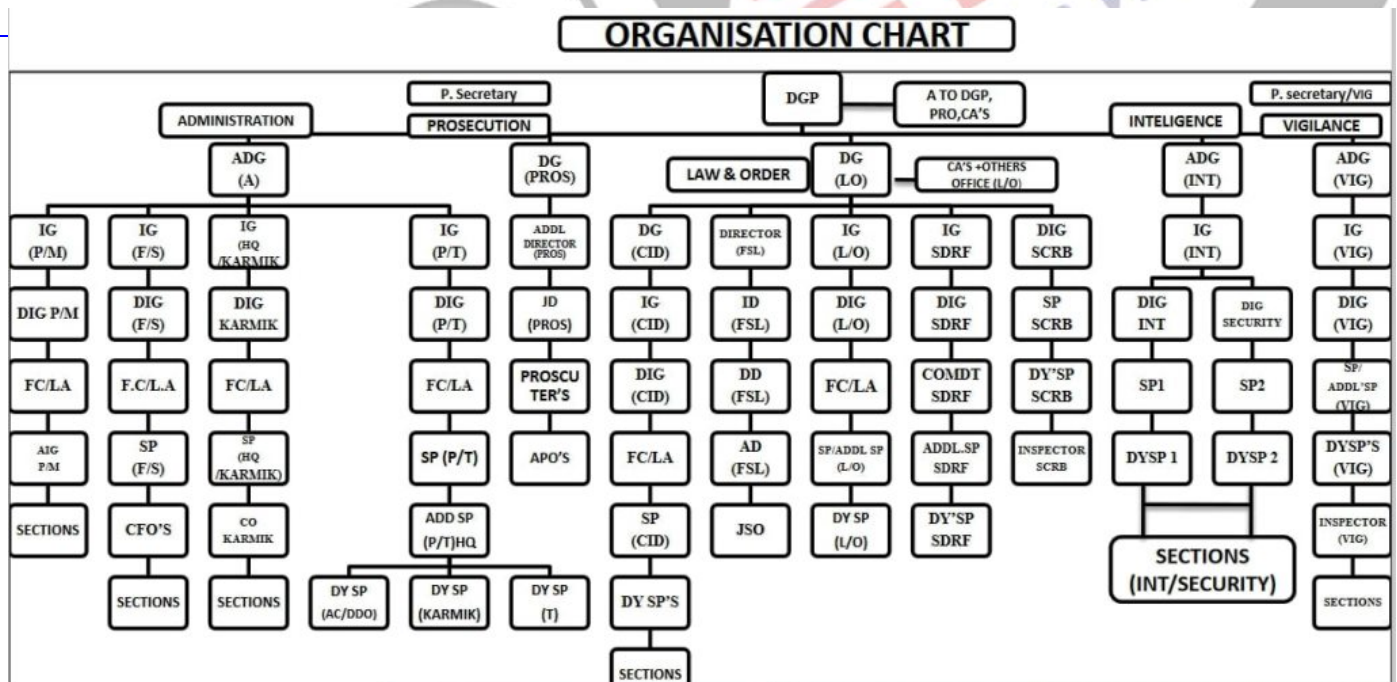 ORGANISATION CHART
P. Secretary
DGP
A TO DGP,
PRO,CA'S
P. secretary/VIG
ADMINISTRATION
PROSECUTION
INTELIGENCE
VIGILANCE
ADG
(A)
DG
(PROS)
LAW & ORDER
DG
(LO)
CA'S +OTHERS
OFFICE (L/O)
ADG
(INT)
ADG
(VIG)
IG
(P/M)
IG
(F/S)
IG
(HQ
/KARMIK
IG
(P/T)
ADDL
DIRECTOR
(PROS)
DG
(CID)
DIRECTOR
(FSL)
IG
(L/O)
IG
SDRF
DIG
SCRB
IG
(INT)
IG
(VIG)
DIG P/M
DIG
(F/S)
DIG
KARMIK
DIG
(P/T)
JD
(PROS)
IG
(CID)
ID
(FSL)
DIG
(L/O)
DIG
SDRF
SP
SCRB
DIG
INT
DIG
SECURITY
DIG
(VIG)
FC/LA
F.C/L.A
FC/LA
FC/LA
PROSCU
TER'S
DIG
(CID)
DD
(FSL)
FC/LA
COMDT
SDRF
DY'SP
SCRB
SP1
SP2
SP/
ADDL'SP
(VIG)
AIG
P/M
SP
(F/S)
SP
(HQ
/KARMIK)
SP (P/T)
APO'S
FC/LA
AD
(FSL)
SP/ADDL SP
(L/O)
ADDL.SP
SDRF
INSPECTOR
SCRB
DYSP 1
DYSP 2
DYSP'S
(VIG)
SECTIONS
CFO'S
CO
KARMIK
ADD SP
(P/T)HQ
SP
(CID)
JSO
DY SP
(L/O)
DY'SP
SDRF
SECTIONS
(INT/SECURITY)
INSPECTOR
(VIG)
SECTIONS
SECTIONS
DY SP
(AC/DDO)
DY SP
(KARMIK)
DY SP
(T)
DY SP'S
SECTIONS
SECTIONS